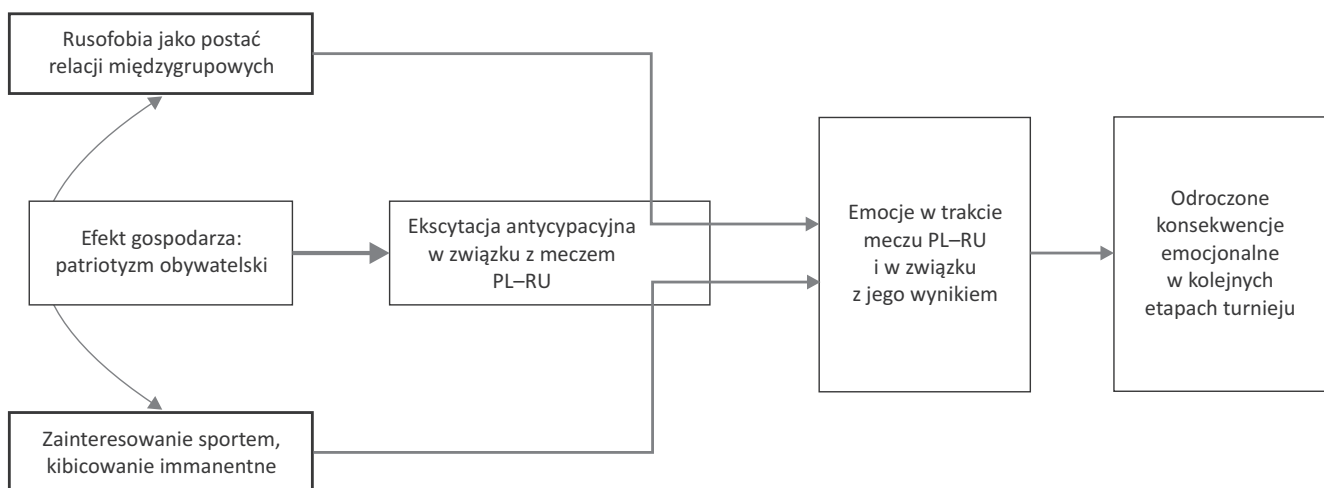 Rusofobia jako postać
relacji międzygrupowych
Efekt gospodarza:
patriotyzm obywatelski
Zainteresowanie sportem,
kibicowanie immanentne
Ekscytacja antycypacyjna
w związku z meczem
PL–RU
Emocje w trakcie
meczu PL–RU
i w związku
z jego wynikiem
Odroczone
konsekwencje
emocjonalne
w kolejnych
etapach turnieju